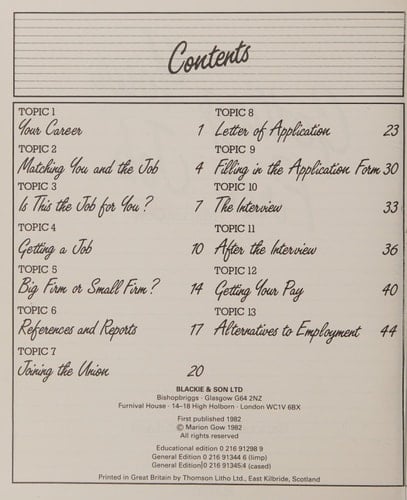 Contents
TOPIC 1
Your Career 1
TOPIC 2
Matching You and the Job 4
TOPIC 3
Is This the Job for You? 7
TOPIC 4
Getting a Job 10
TOPIC 5
Big Firm or Small Firm? 14
TOPIC 6
References and Reports 17
TOPIC 7
Joining the Union 20
TOPIC 8
Letter of Application 23
TOPIC 9
Filling in the Application Form 30
TOPIC 10
The Interview 33
TOPIC 11
After the Interview 36
TOPIC 12
Getting Your Pay 40
TOPIC 13
Alternatives to Employment 44
BLACKIE & SON LTD
Bishopbriggs · Glasgow G64 2NZ
Furnival House · 14–18 High Holborn · London WC1V 6BX
First published 1982
© Marion Gow 1982
All rights reserved
Educational edition 0 216 91298 9
General Edition 0 216 91344 6 (limp)
General Edition 0 216 91345.4 (cased)
Printed in Great Britain by Thomson Litho Ltd., East Kilbride, Scotland